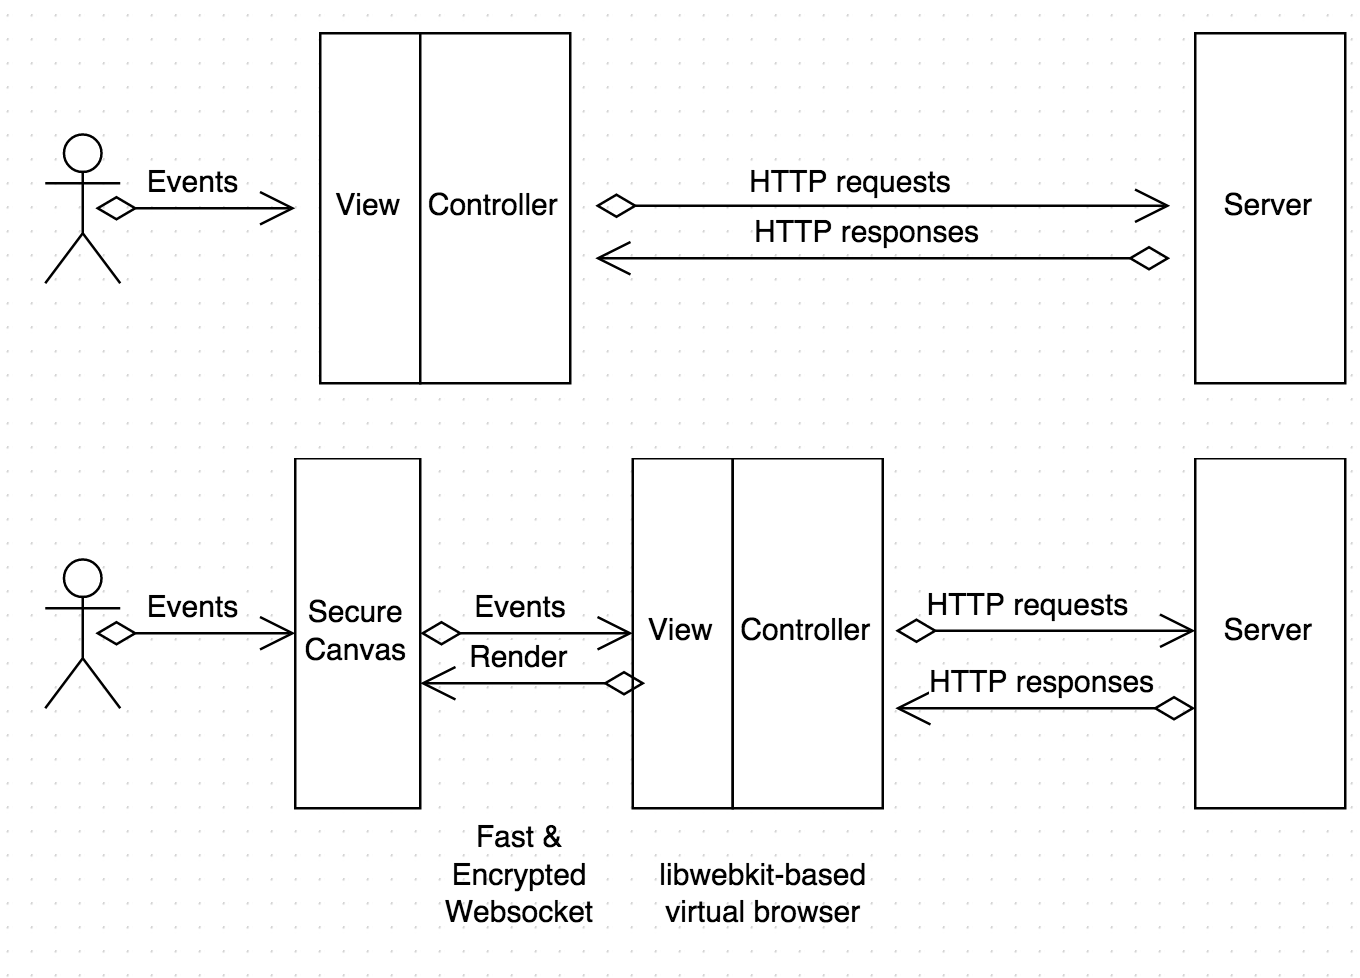 Events
View
Controller
HTTP requests
HTTP responses
Server
Events
Secure
Canvas
Events
Render
View
Controller
HTTP requests
HTTP responses
Server
Fast &
Encrypted
Websocket
libwebkit-based
virtual browser